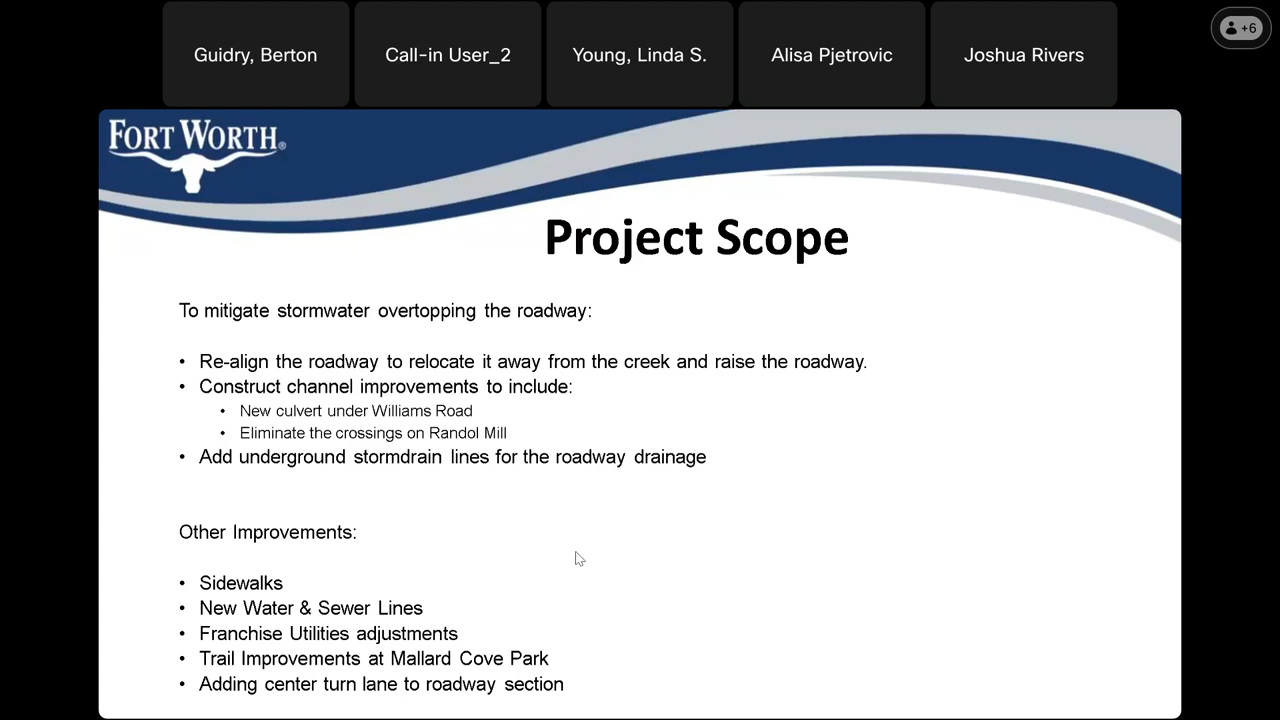 Guidry, Berton
Call-in User_2
Young, Linda S.
Alisa Pjetrovic
Joshua Rivers
+6
FORT WORTH®
Project Scope
To mitigate stormwater overtopping the roadway:
• Re-align the roadway to relocate it away from the creek and raise the roadway.
• Construct channel improvements to include:
• New culvert under Williams Road
• Eliminate the crossings on Randol Mill
• Add underground stormdrain lines for the roadway drainage
Other Improvements:
• Sidewalks
• New Water & Sewer Lines
• Franchise Utilities adjustments
• Trail Improvements at Mallard Cove Park
• Adding center turn lane to roadway section